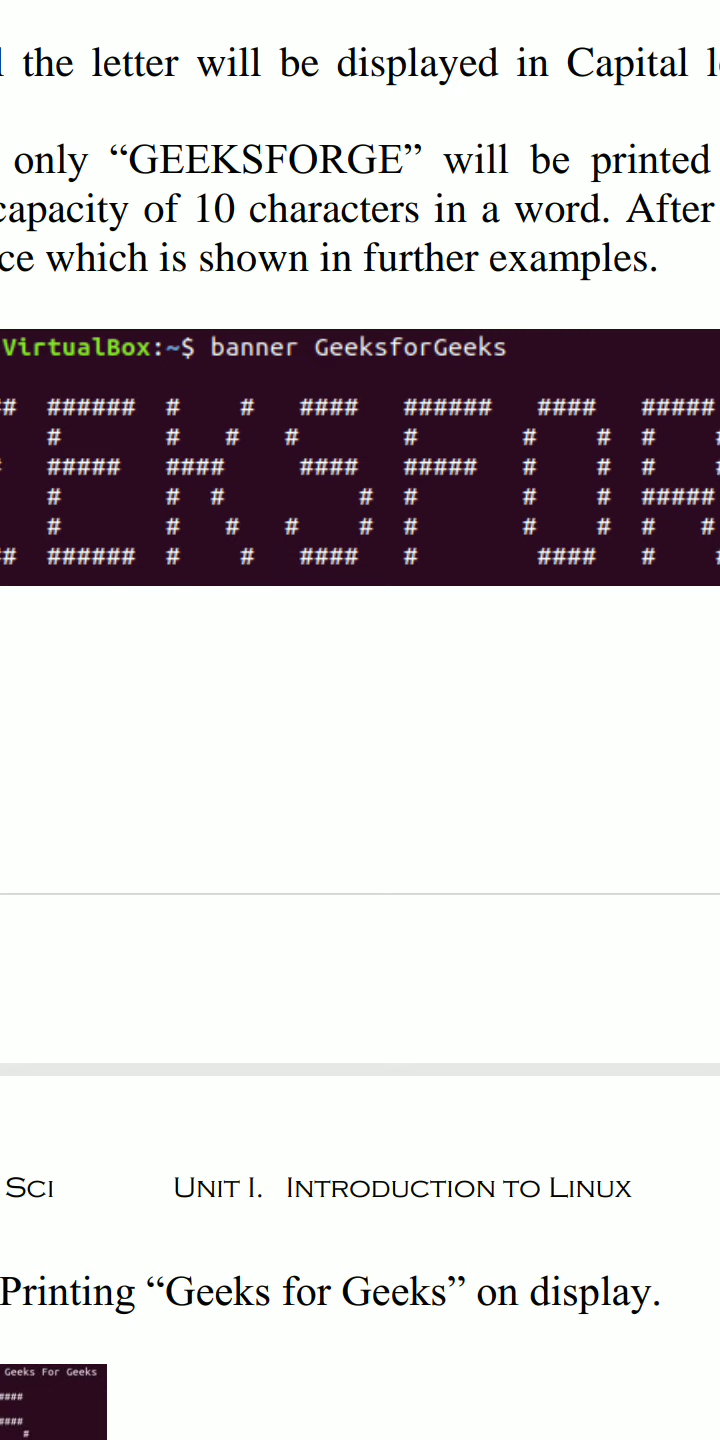 the letter will be displayed in Capital
only “GEEKSFORGE” will be printed
capacity of 10 characters in a word. After
which is shown in further examples.
VirtualBox:~$ banner GeeksforGeeks
EKSFOR
SCI UNIT I. INTRODUCTION TO LINUX
Printing “Geeks for Geeks” on display.
Geeks For Geeks